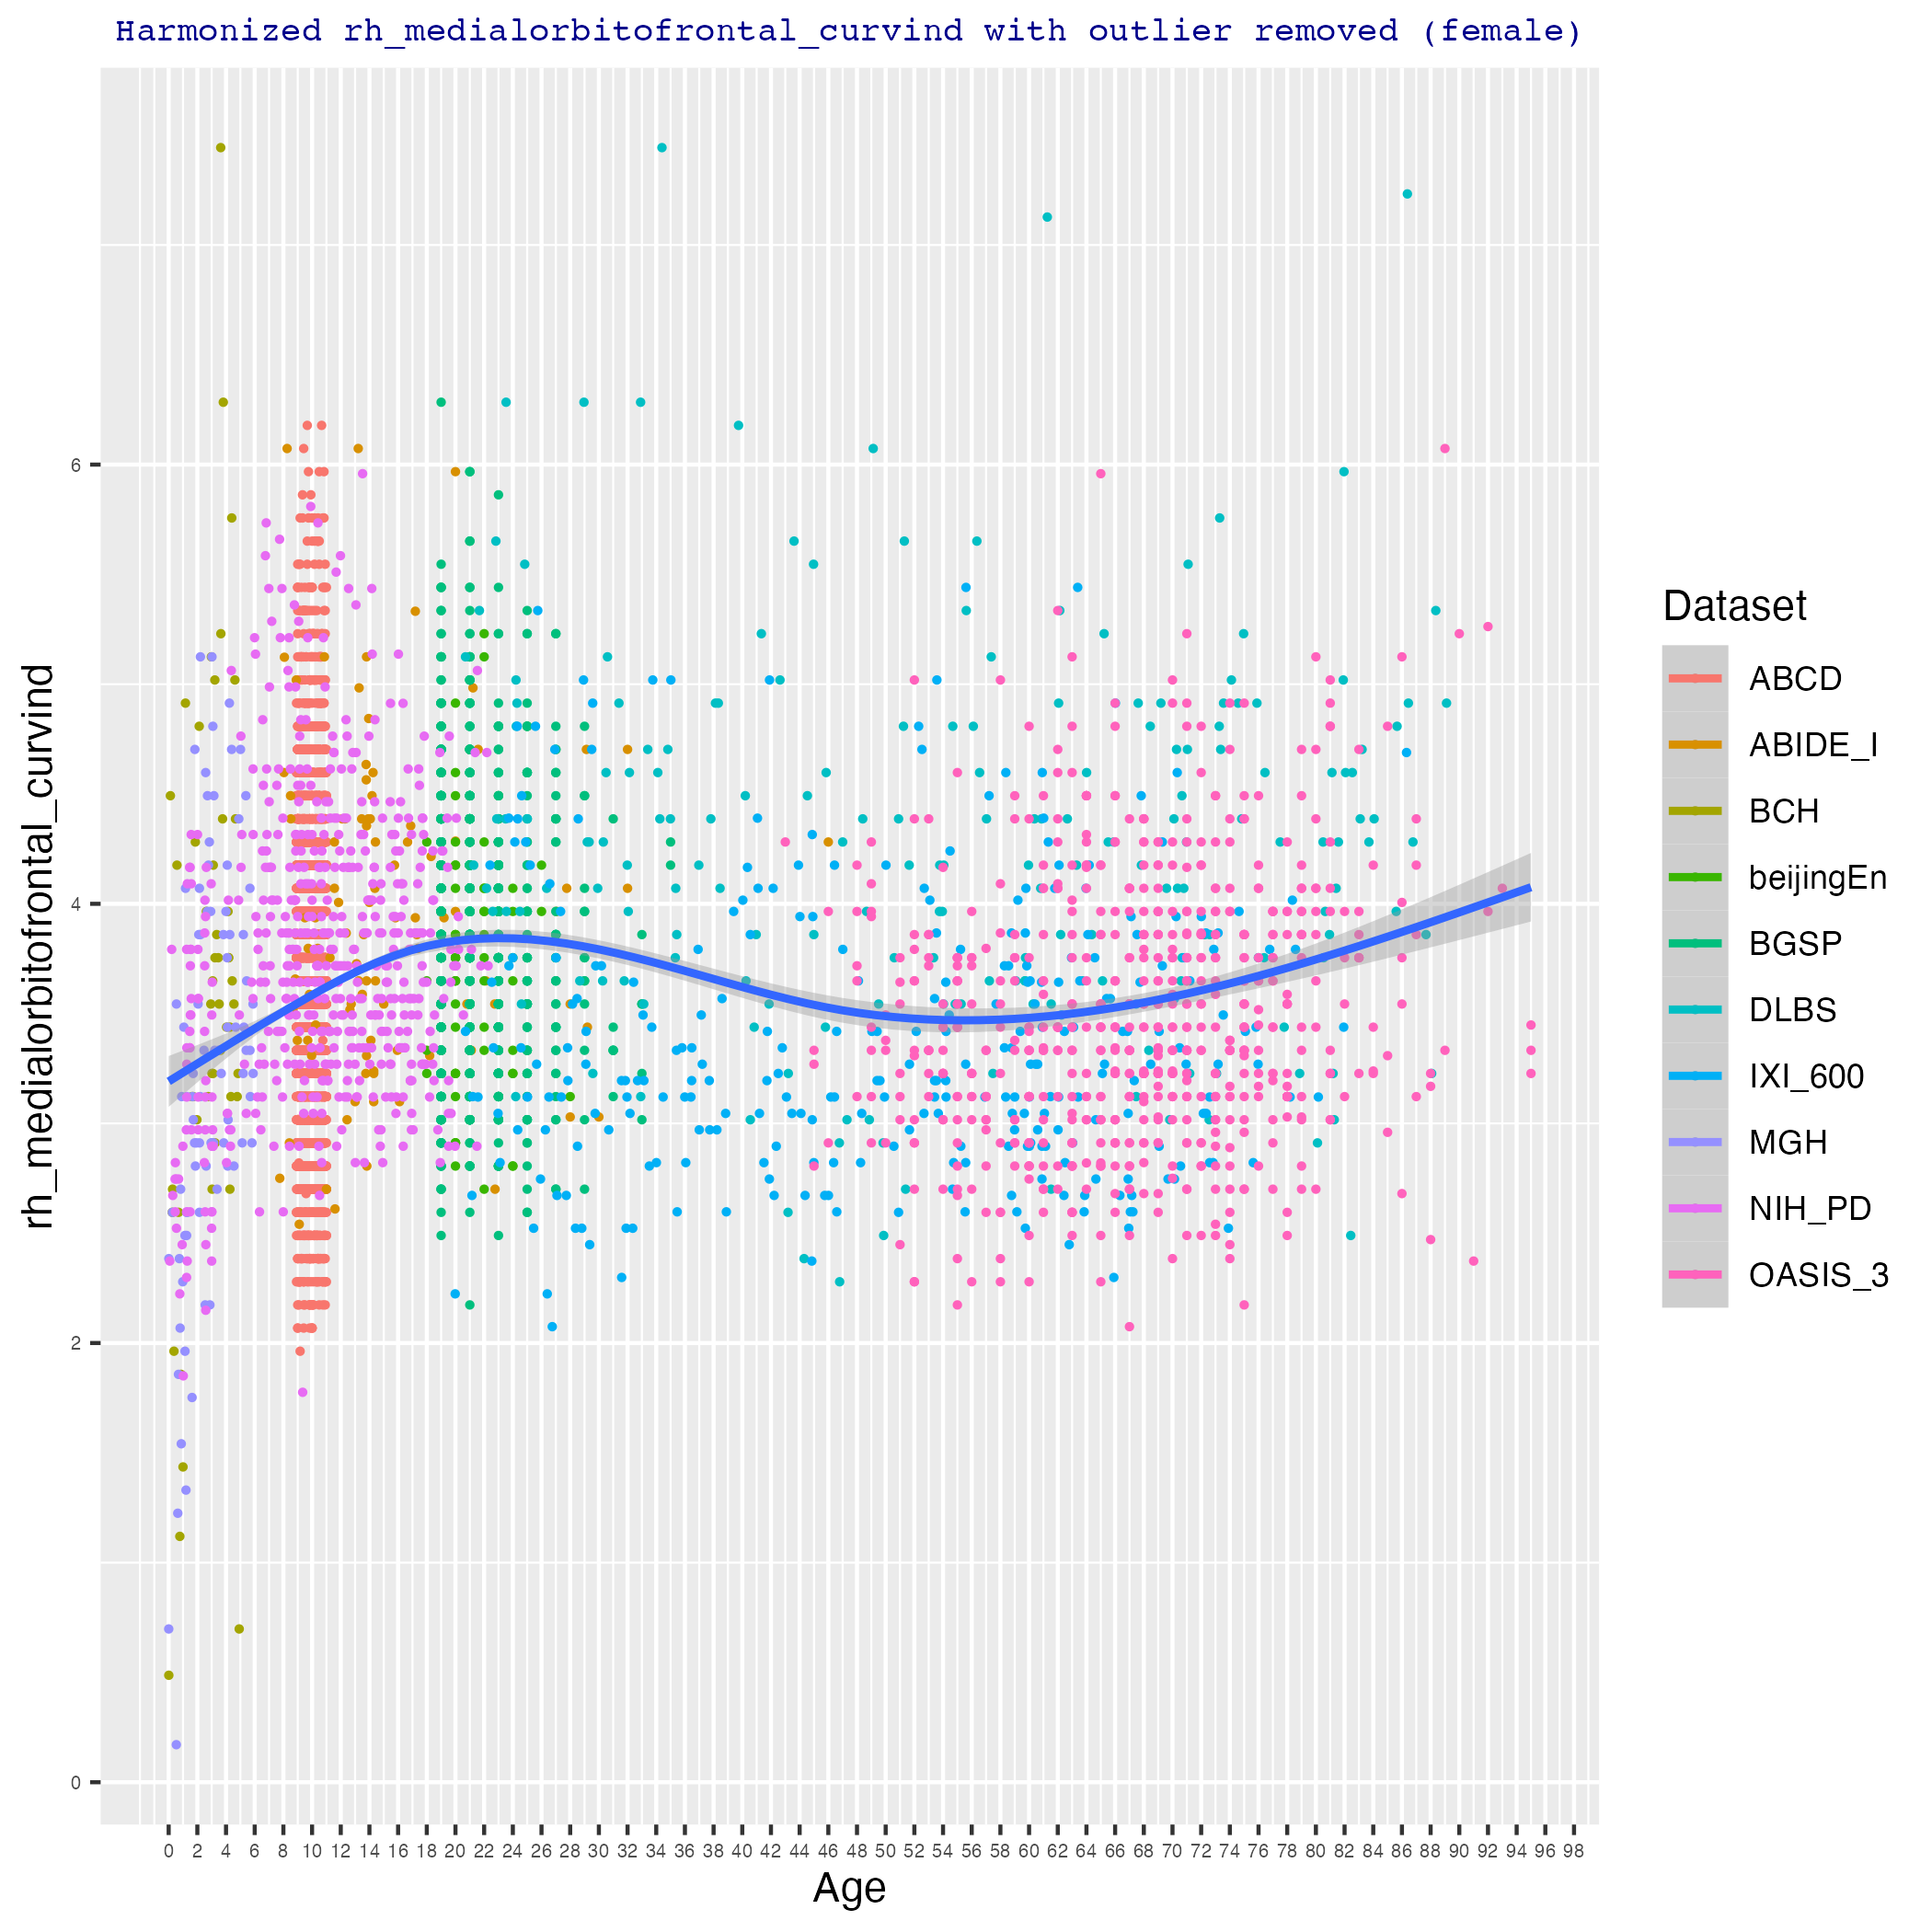 Harmonized rh_medialorbitofrontal_curvind with outlier removed (female)
rh_medialorbitofrontal_curvind
6
4
2
0
0 2 4 6 8 10 12 14 16 18 20 22 24 26 28 30 32 34 36 38 40 42 44 46 48 50 52 54 56 58 60 62 64 66 68 70 72 74 76 78 80 82 84 86 88 90 92 94 96 98
Age
Dataset
ABCD
ABIDE_I
BCH
beijingEn
BGSP
DLBS
IXI_600
MGH
NIH_PD
OASIS_3